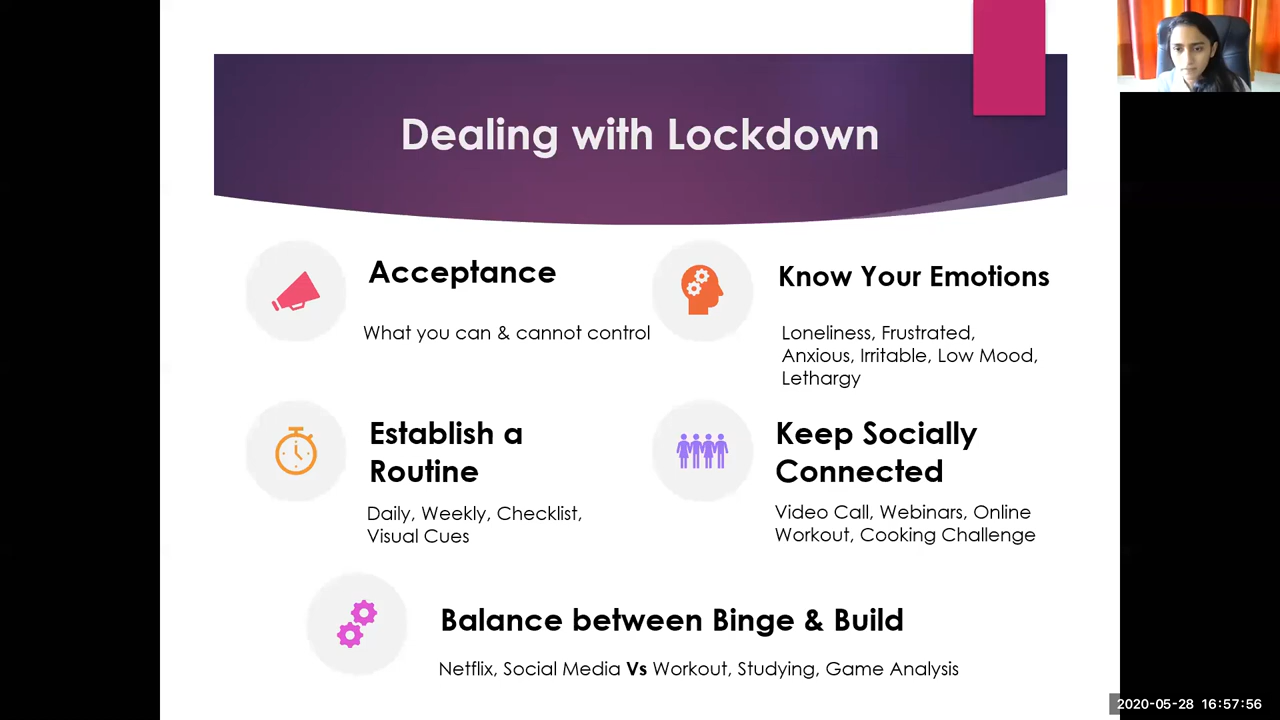 Dealing with Lockdown
Acceptance
What you can & cannot control
Know Your Emotions
Loneliness, Frustrated,
Anxious, Irritable, Low Mood,
Lethargy
Establish a
Routine
Daily, Weekly, Checklist,
Visual Cues
Keep Socially
Connected
Video Call, Webinars, Online
Workout, Cooking Challenge
Balance between Binge & Build
Netflix, Social Media Vs Workout, Studying, Game Analysis
2020-05-28 16:57:56